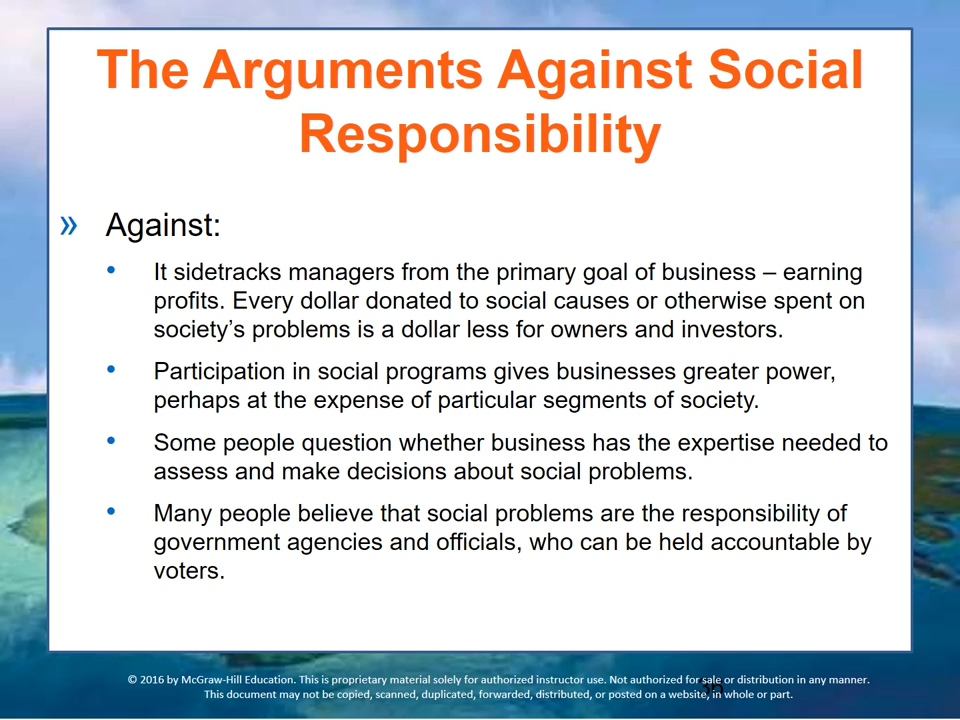 The Arguments Against Social
Responsibility
» Against:
• It sidetracks managers from the primary goal of business – earning
profits. Every dollar donated to social causes or otherwise spent on
society’s problems is a dollar less for owners and investors.
• Participation in social programs gives businesses greater power,
perhaps at the expense of particular segments of society.
• Some people question whether business has the expertise needed to
assess and make decisions about social problems.
• Many people believe that social problems are the responsibility of
government agencies and officials, who can be held accountable by
voters.
© 2016 by McGraw-Hill Education. This is proprietary material solely for authorized instructor use. Not authorized for sale or distribution in any manner.
This document may not be copied, scanned, duplicated, forwarded, distributed, or posted on a website, in whole or part.